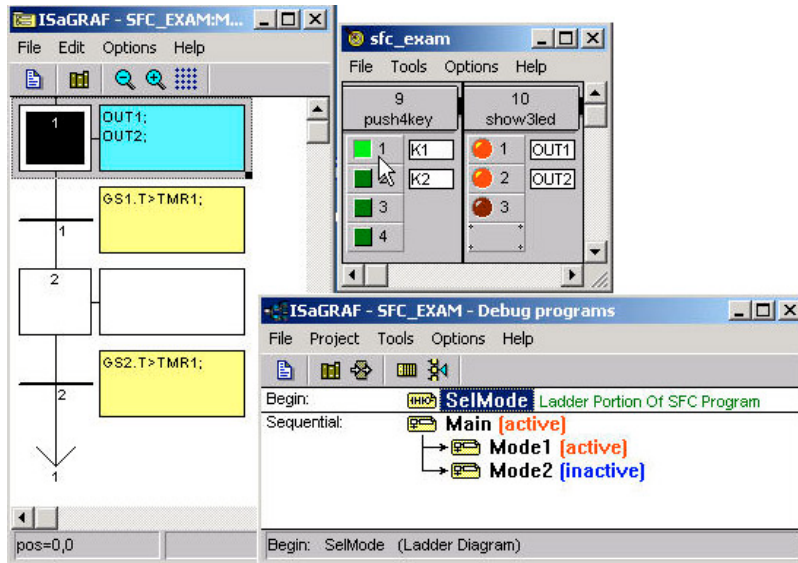 ISaGRAF - SFC_EXAM:M...
File Edit Options Help
1
OUT1;
OUT2;
GS1.T>TMR1;
1
2
GS2.T>TMR1;
2
1
pos=0,0
sfc_exam
File Tools Options Help
9
push4key
10
show3led
1 K1
1 OUT1
K2
2 OUT2
3
3
4
ISaGRAF - SFC_EXAM - Debug programs
File Project Tools Options Help
Begin: SelMode Ladder Portion Of SFC Program
Sequential: Main (active)
Mode1 (active)
Mode2 (inactive)
Begin: SelMode (Ladder Diagram)